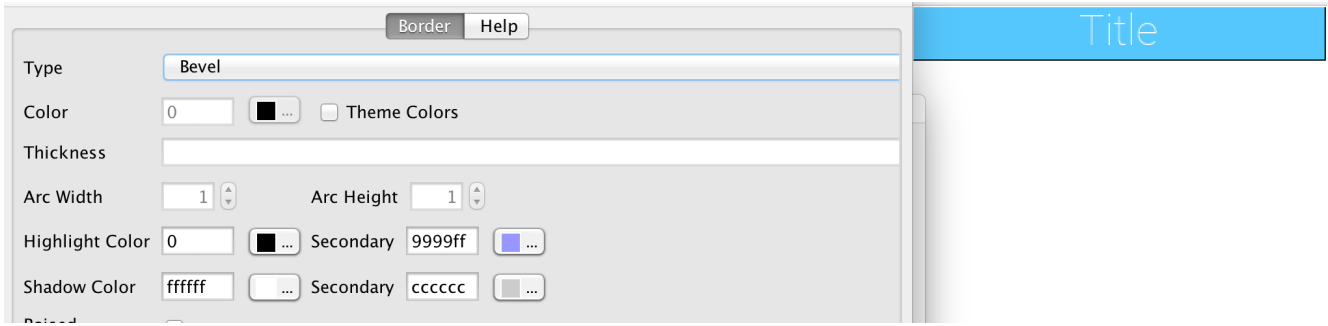 Border Help
Title
Type Bevel
Color 0 ... Theme Colors
Thickness
Arc Width 1 Arc Height 1
Highlight Color 0 ... Secondary 9999ff ...
Shadow Color ffffff ... Secondary cccccc ...
Raised